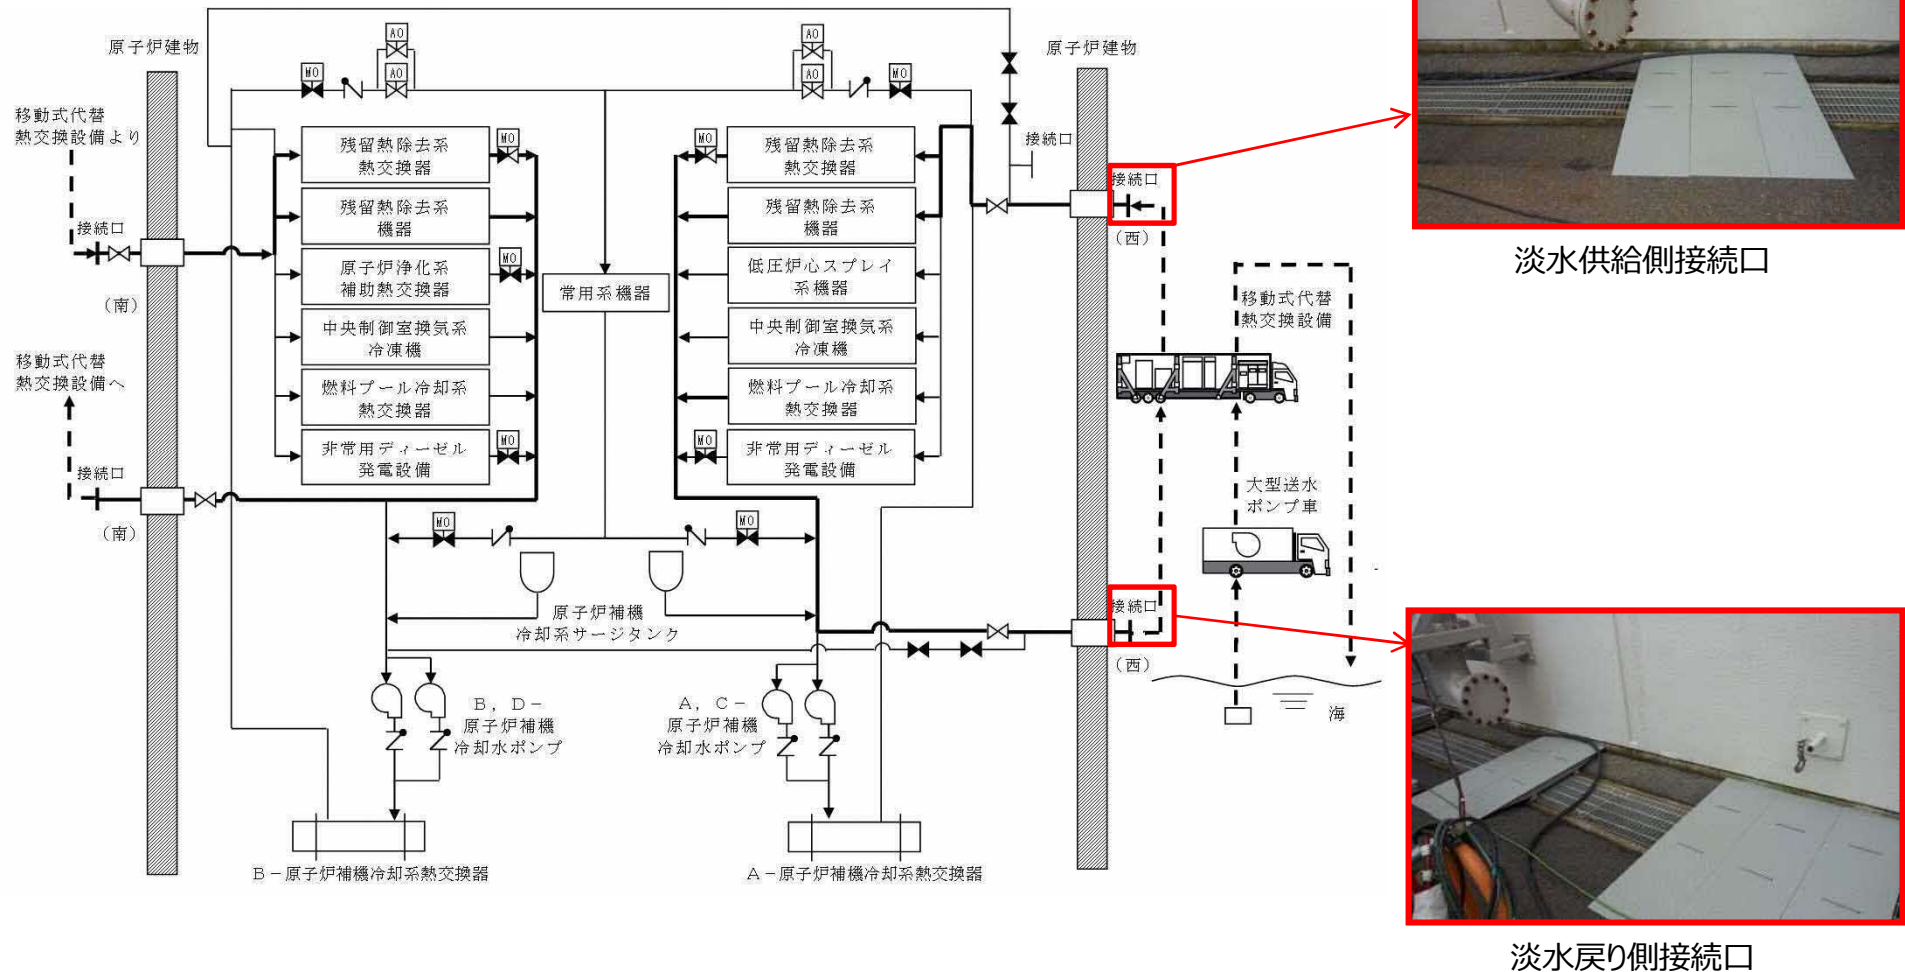 原子炉建物
移動式代替
熱交換設備より
接続口
(南)
移動式代替
熱交換設備へ
接続口
(南)
MO
AO
AO
残留熱除去系
熱交換器
MO
残留熱除去系
機器
原子炉浄化系
補助熱交換器
MO
中央制御室換気系
冷凍機
燃料プール冷却系
熱交換器
非常用ディーゼル
発電設備
MO
常用系機器
AO
AO
MO
MO
残留熱除去系
熱交換器
残留熱除去系
機器
低圧炉心スプレイ
系機器
中央制御室換気系
冷凍機
燃料プール冷却系
熱交換器
MO
非常用ディーゼル
発電設備
MO
MO
原子炉補機
冷却系サージタンク
B,D-
原子炉補機
冷却水ポンプ
A,C-
原子炉補機
冷却水ポンプ
B-原子炉補機冷却系熱交換器
A-原子炉補機冷却系熱交換器
原子炉建物
接続口
接続口
(西)
移動式代替
熱交換設備
大型送水
ポンプ車
接続口
(西)
海
淡水供給側接続口
淡水戻り側接続口